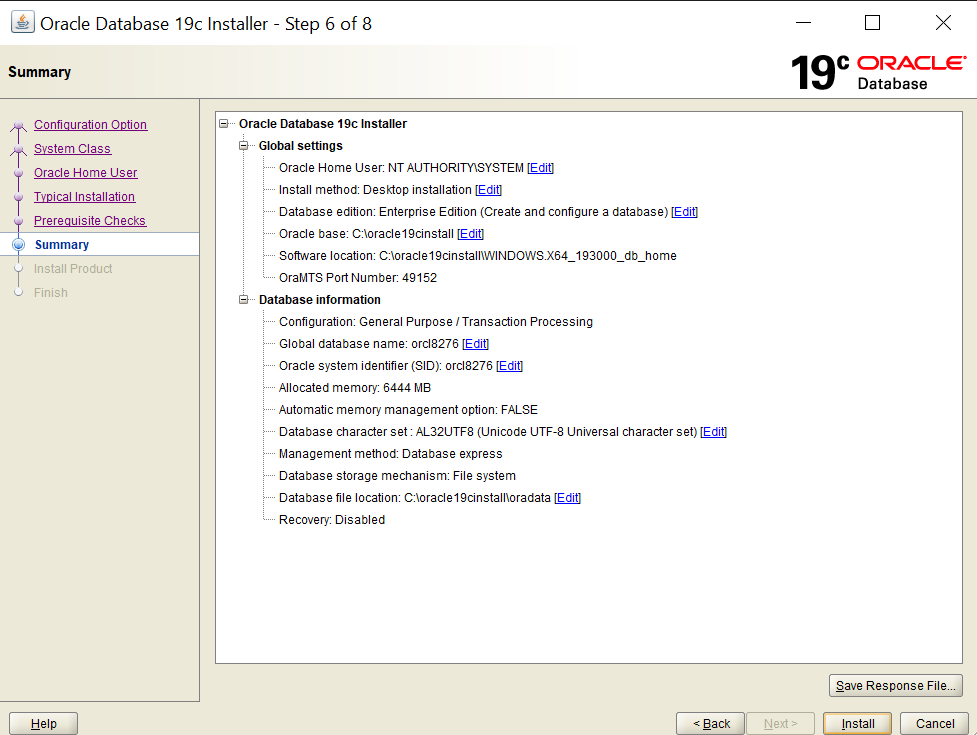 Oracle Database 19c Installer - Step 6 of 8
Summary
19c ORACLE
Database
Configuration Option
System Class
Oracle Home User
Typical Installation
Prerequisite Checks
Summary
Install Product
Finish
Oracle Database 19c Installer
Global settings
Oracle Home User: NT AUTHORITY\SYSTEM [Edit]
Install method: Desktop installation [Edit]
Database edition: Enterprise Edition (Create and configure a database) [Edit]
Oracle base: C:\oracle19cinstall [Edit]
Software location: C:\oracle19cinstall\WINDOWS.X64_193000_db_home
OraMTS Port Number: 49152
Database information
Configuration: General Purpose / Transaction Processing
Global database name: orcl8276 [Edit]
Oracle system identifier (SID): orcl8276 [Edit]
Allocated memory: 6444 MB
Automatic memory management option: FALSE
Database character set : AL32UTF8 (Unicode UTF-8 Universal character set) [Edit]
Management method: Database express
Database storage mechanism: File system
Database file location: C:\oracle19cinstall\oradata [Edit]
Recovery: Disabled
Save Response File...
Help
< Back
Next >
Install
Cancel